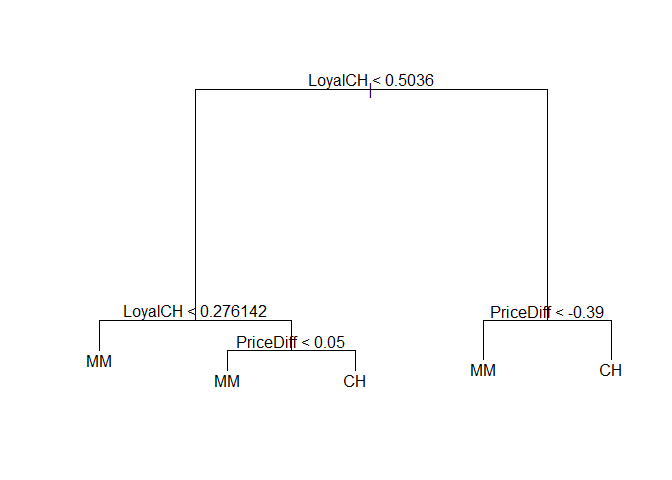 LoyalCH < 0.5036
LoyalCH < 0.276142
PriceDiff < -0.39
PriceDiff < 0.05
MM
MM
CH
MM
CH